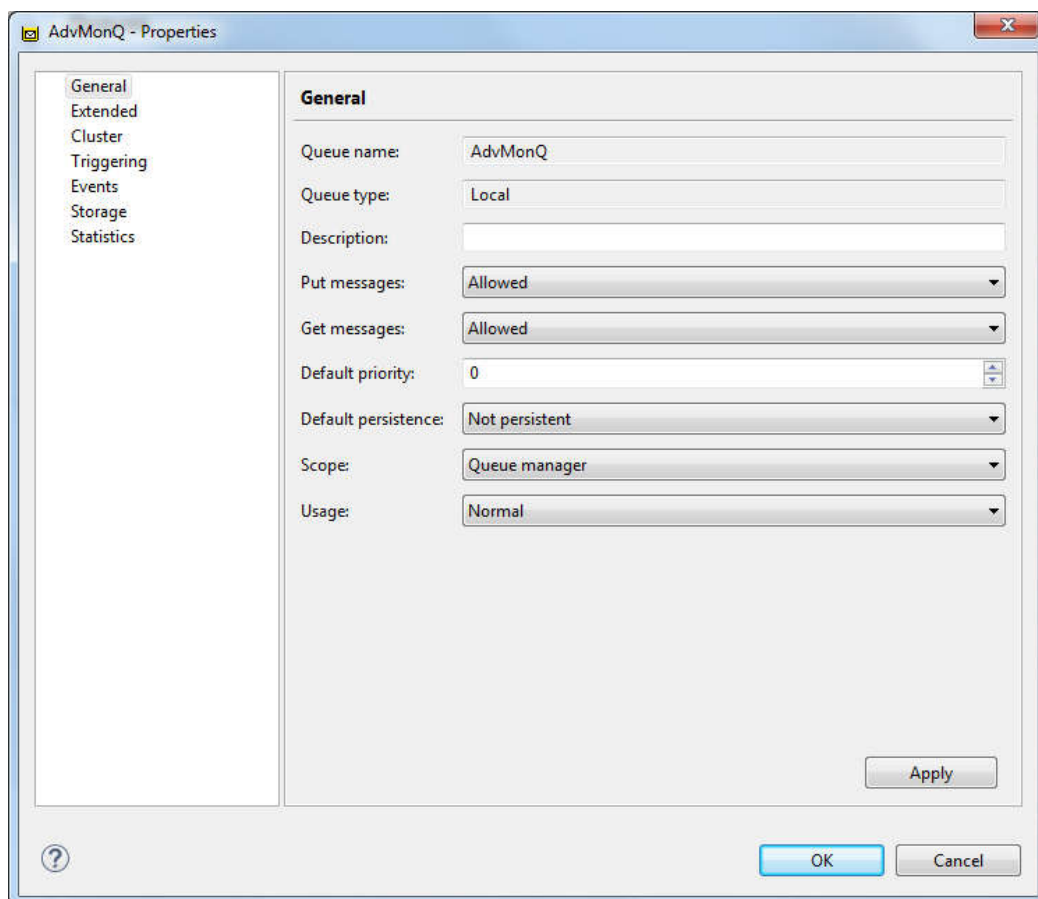 AdvMonQ - Properties
General
Extended
Cluster
Triggering
Events
Storage
Statistics
General
Queue name: AdvMonQ
Queue type: Local
Description:
Put messages: Allowed
Get messages: Allowed
Default priority: 0
Default persistence: Not persistent
Scope: Queue manager
Usage: Normal
Apply
? OK Cancel